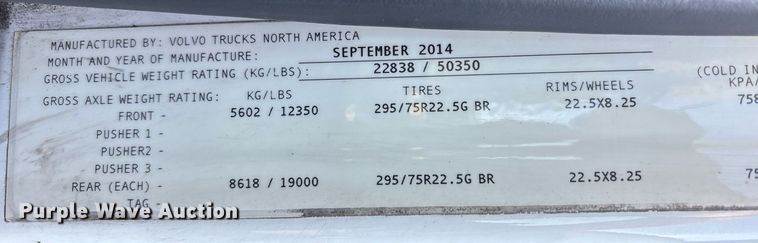 MANUFACTURED BY: VOLVO TRUCKS NORTH AMERICA
MONTH AND YEAR OF MANUFACTURE: SEPTEMBER 2014
GROSS VEHICLE WEIGHT RATING (KG/LBS): 22838 / 50350
GROSS AXLE WEIGHT RATING: KG/LBS TIRES RIMS/WHEELS (COLD IN
KPA/
FRONT - 5602 / 12350 295/75R22.5G BR 22.5X8.25 758
PUSHER 1 -
PUSHER2 -
PUSHER 3 -
REAR (EACH) - 8618 / 19000 295/75R22.5G BR 22.5X8.25 75
TAG -
Purple Wave Auction